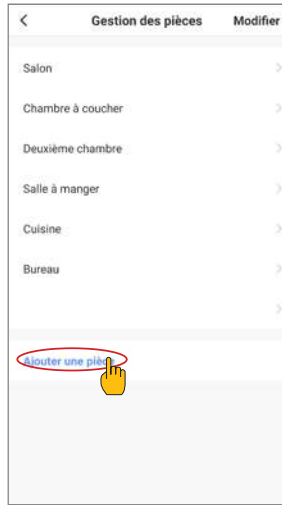 Gestion des pièces Modifier
Salon
Chambre à coucher
Deuxième chambre
Salle à manger
Cuisine
Bureau
Ajouter une pièce